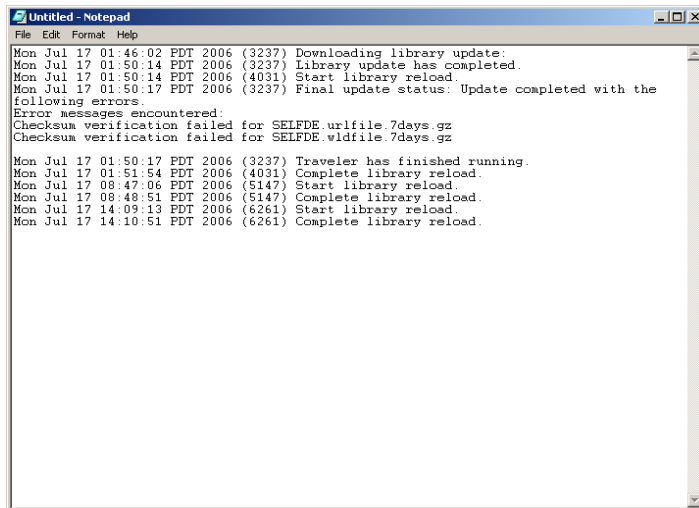 Untitled - Notepad
File Edit Format Help
Mon Jul 17 01:46:02 PDT 2006 (3237) Downloading library update:
Mon Jul 17 01:50:14 PDT 2006 (3237) Library update has completed.
Mon Jul 17 01:50:14 PDT 2006 (4031) Start library reload.
Mon Jul 17 01:50:17 PDT 2006 (3237) Final update status: Update completed with the
following errors.
Error messages encountered:
Checksum verification failed for SELFDE.urlfile.7days.gz
Checksum verification failed for SELFDE.wldfile.7days.gz
Mon Jul 17 01:50:17 PDT 2006 (3237) Traveler has finished running.
Mon Jul 17 01:51:54 PDT 2006 (4031) Complete library reload.
Mon Jul 17 08:47:06 PDT 2006 (5147) Start library reload.
Mon Jul 17 08:48:51 PDT 2006 (5147) Complete library reload.
Mon Jul 17 14:09:13 PDT 2006 (6261) Start library reload.
Mon Jul 17 14:10:51 PDT 2006 (6261) Complete library reload.